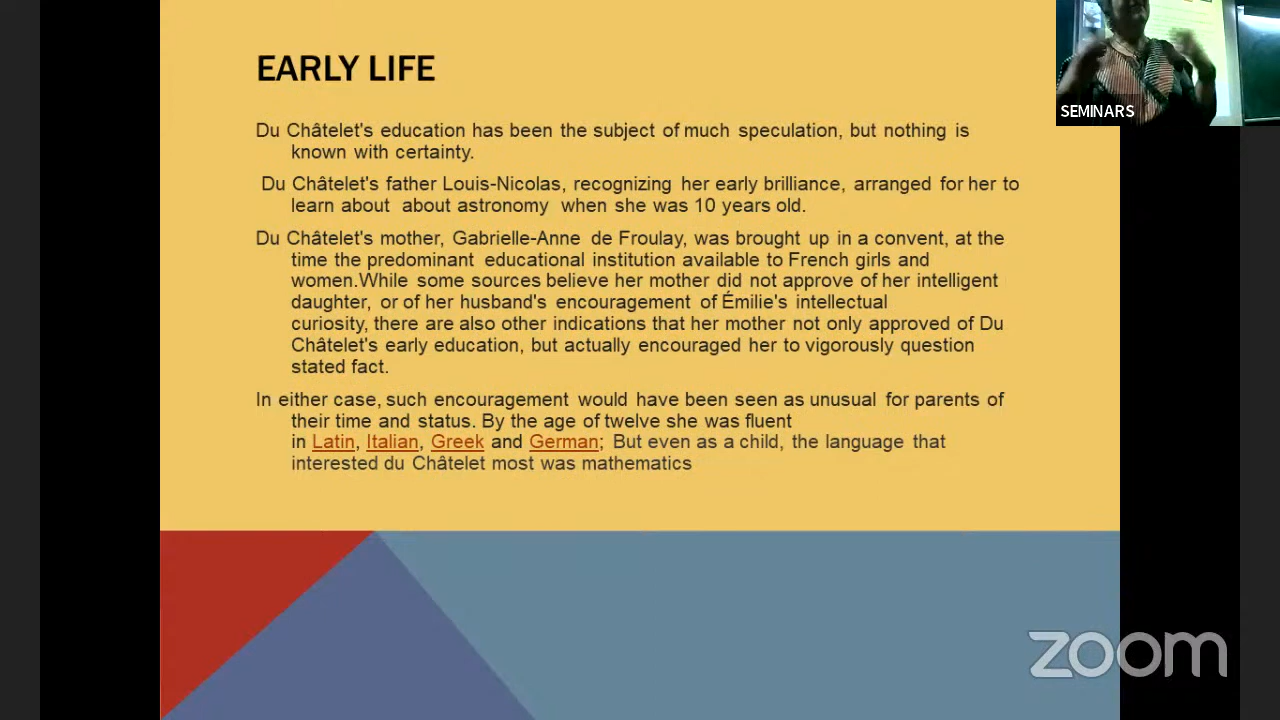 EARLY LIFE
SEMINARS
Du Châtelet's education has been the subject of much speculation, but nothing is
known with certainty.
Du Châtelet's father Louis-Nicolas, recognizing her early brilliance, arranged for her to
learn about about astronomy when she was 10 years old.
Du Châtelet's mother, Gabrielle-Anne de Froulay, was brought up in a convent, at the
time the predominant educational institution available to French girls and
women.While some sources believe her mother did not approve of her intelligent
daughter, or of her husband's encouragement of Émilie's intellectual
curiosity, there are also other indications that her mother not only approved of Du
Châtelet's early education, but actually encouraged her to vigorously question
stated fact.
In either case, such encouragement would have been seen as unusual for parents of
their time and status. By the age of twelve she was fluent
in Latin, Italian, Greek and German; But even as a child, the language that
interested du Châtelet most was mathematics
zoom